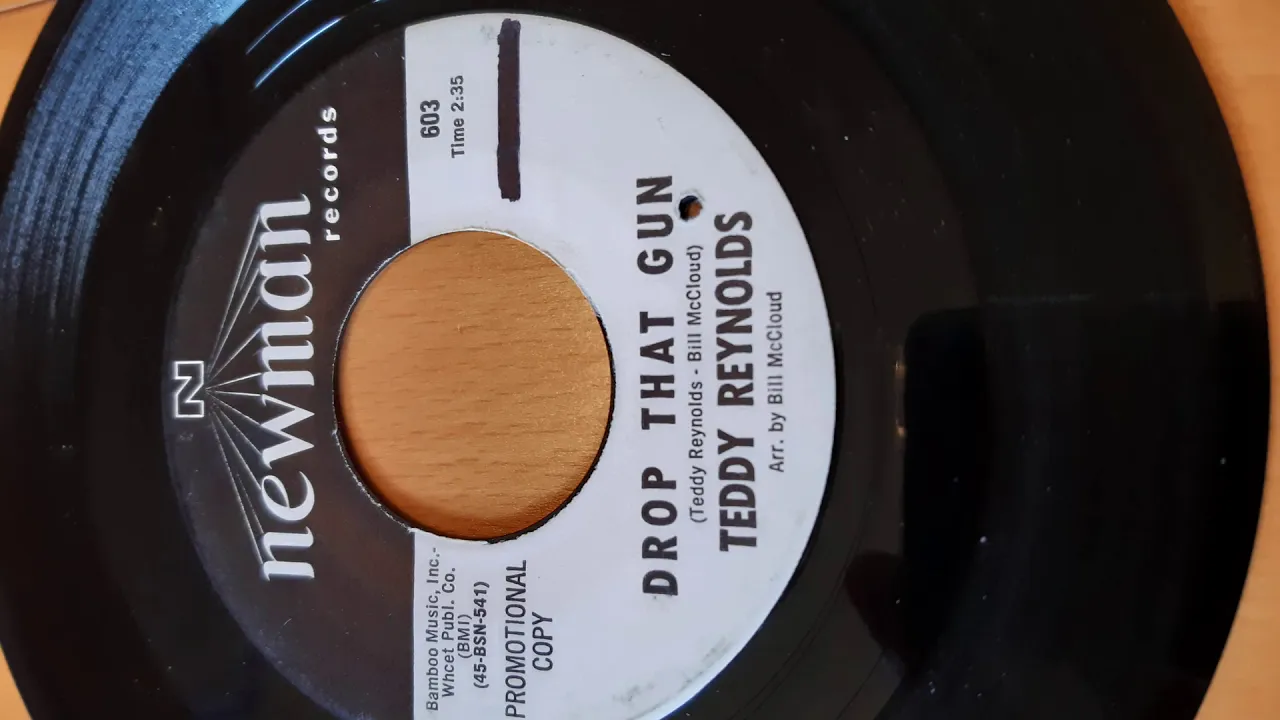 N
newman
records
Bamboo Music, Inc.-
Whcet Publ. Co.
(BMI)
(45-BSN-541)
PROMOTIONAL
COPY
603
Time 2:35
DROP THAT GUN
(Teddy Reynolds - Bill McCloud)
TEDDY REYNOLDS
Arr. by Bill McCloud